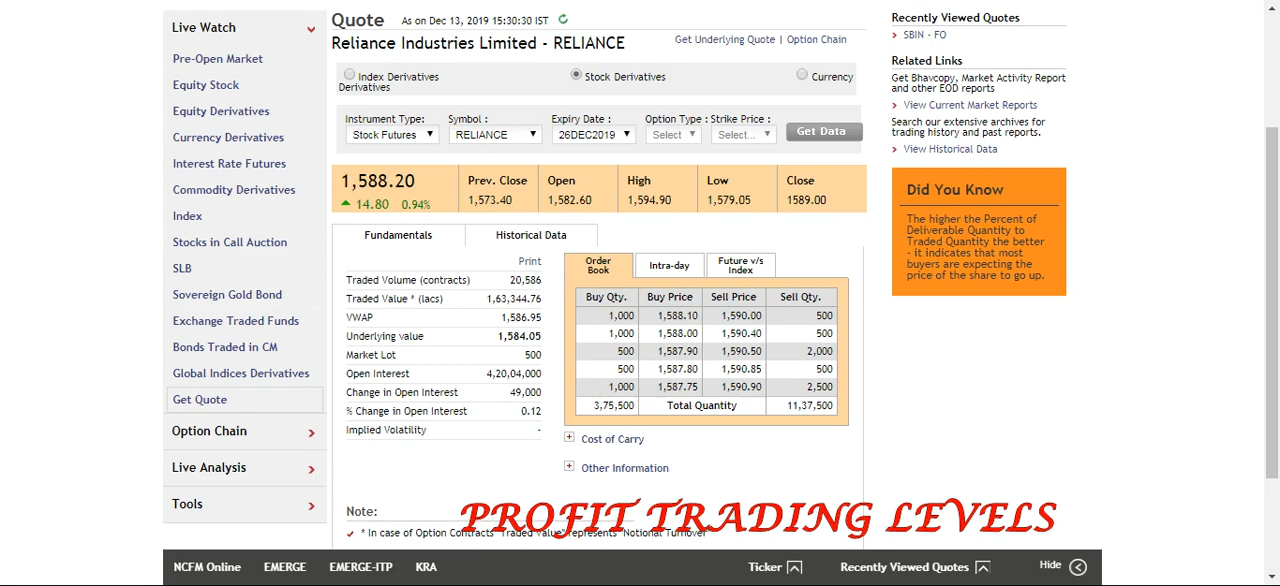 Live Watch
Pre-Open Market
Equity Stock
Equity Derivatives
Currency Derivatives
Interest Rate Futures
Commodity Derivatives
Index
Stocks in Call Auction
SLB
Sovereign Gold Bond
Exchange Traded Funds
Bonds Traded in CM
Global Indices Derivatives
Get Quote
Option Chain
Live Analysis
Tools
Quote As on Dec 13, 2019 15:30:30 IST
Reliance Industries Limited - RELIANCE Get Underlying Quote | Option Chain
Index Derivatives Stock Derivatives Currency
Derivatives
Instrument Type: Symbol : Expiry Date : Option Type : Strike Price :
Stock Futures RELIANCE 26DEC2019 Select Select... Get Data
1,588.20 Prev. Close Open High Low Close
14.80 0.94% 1,573.40 1,582.60 1,594.90 1,579.05 1589.00
Fundamentals Historical Data
Print
Traded Volume (contracts) 20,586
Traded Value * (lacs) 1,63,344.76
VWAP 1,586.95
Underlying value 1,584.05
Market Lot 500
Open Interest 4,20,04,000
Change in Open Interest 49,000
% Change in Open Interest 0.12
Implied Volatility -
Order Book Intra-day Future v/s Index
Buy Qty. Buy Price Sell Price Sell Qty.
1,000 1,588.10 1,590.00 500
1,000 1,588.00 1,590.40 500
500 1,587.90 1,590.50 2,000
500 1,587.80 1,590.85 500
1,000 1,587.75 1,590.90 2,500
3,75,500 Total Quantity 11,37,500
Cost of Carry
Other Information
Note:
* In case of Option Contracts "Traded Value" represents "Notional Turnover"
PROFIT TRADING LEVELS
Recently Viewed Quotes
SBIN - FO
Related Links
Get Bhavcopy, Market Activity Report
and other EOD reports
View Current Market Reports
Search our extensive archives for
trading history and past reports.
View Historical Data
Did You Know
The higher the Percent of
Deliverable Quantity to
Traded Quantity the better
- it indicates that most
buyers are expecting the
price of the share to go up.
NCFM Online EMERGE EMERGE-ITP KRA Ticker Recently Viewed Quotes Hide